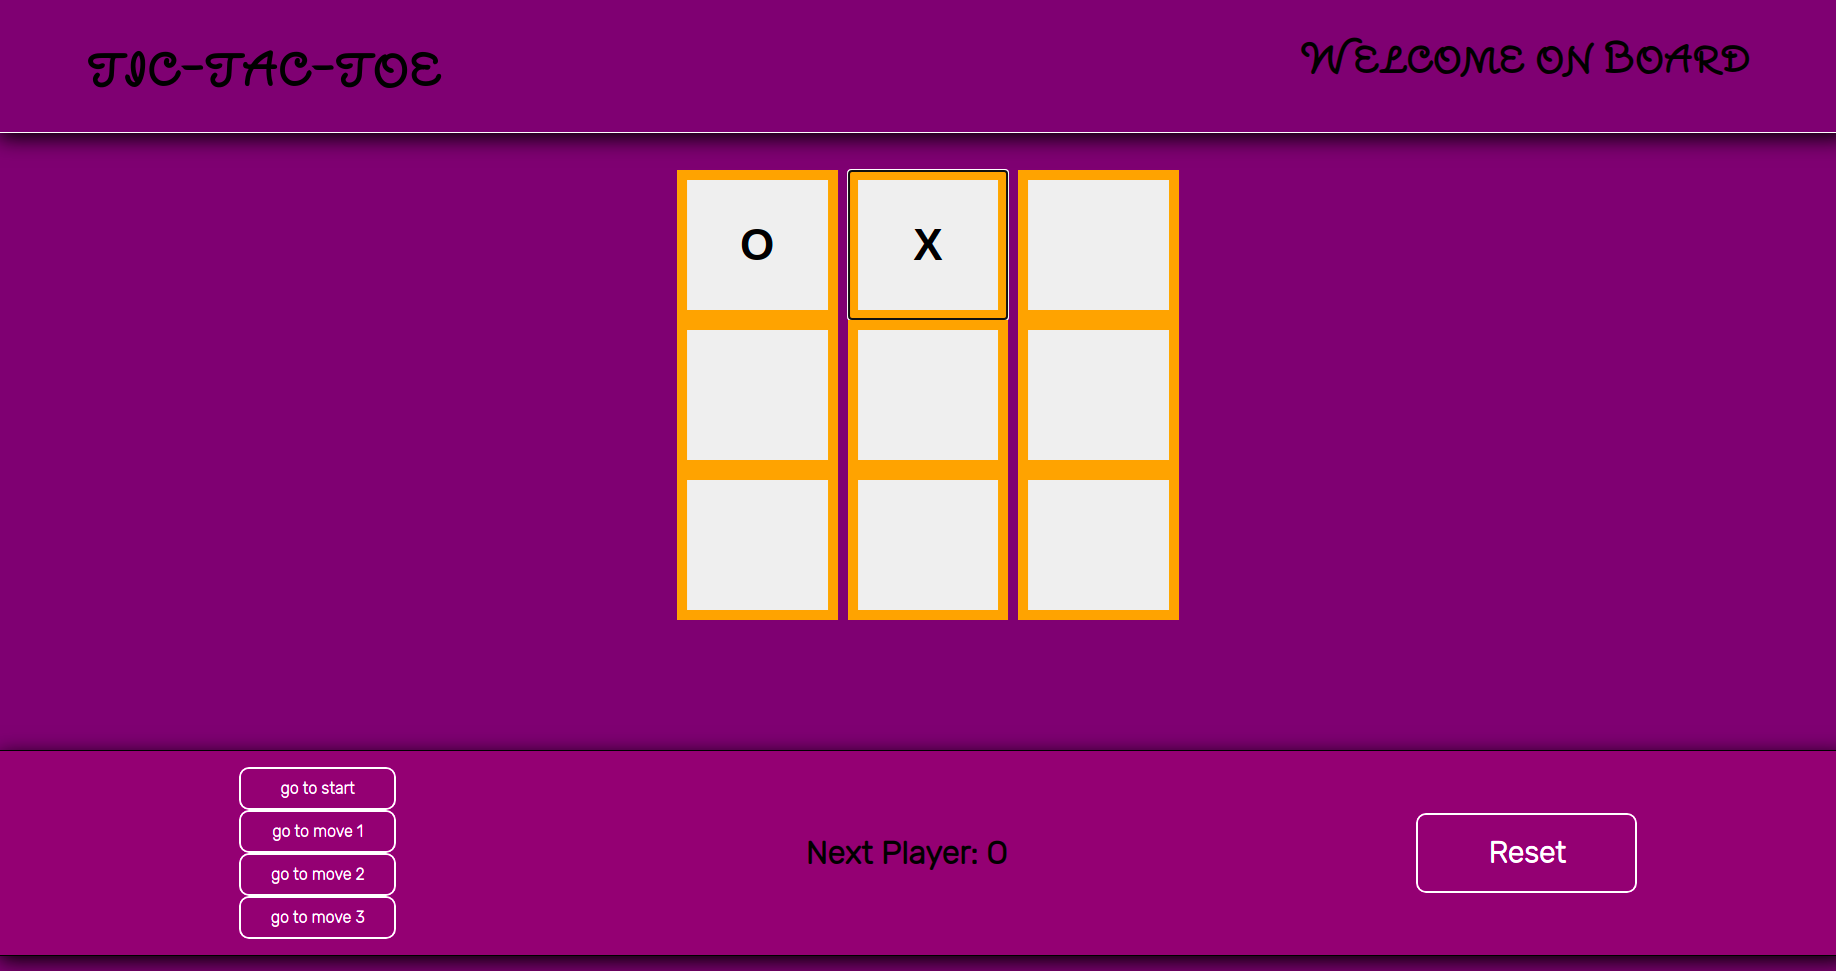 TIC-TAC-TOE
WELCOME ON BOARD
O X
go to start
go to move 1
go to move 2
go to move 3
Next Player: O
Reset